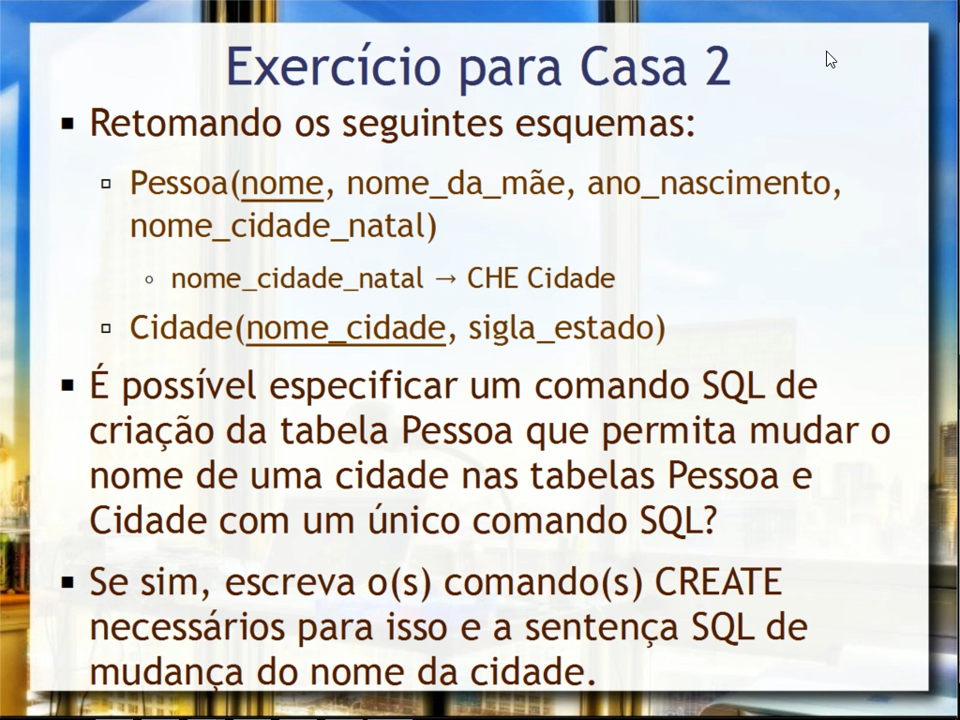 Exercício para Casa 2
▪ Retomando os seguintes esquemas:
▫ Pessoa(nome, nome_da_mãe, ano_nascimento,
nome_cidade_natal)
◦ nome_cidade_natal → CHE Cidade
▫ Cidade(nome_cidade, sigla_estado)
▪ É possível especificar um comando SQL de
criação da tabela Pessoa que permita mudar o
nome de uma cidade nas tabelas Pessoa e
Cidade com um único comando SQL?
▪ Se sim, escreva o(s) comando(s) CREATE
necessários para isso e a sentença SQL de
mudança do nome da cidade.